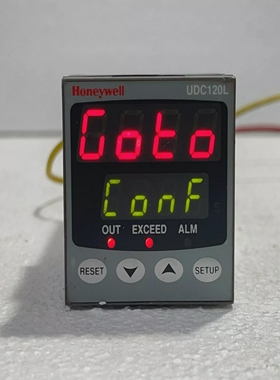 Honeywell UDC120L
Goto
ConF
OUT EXCEED ALM
RESET SETUP